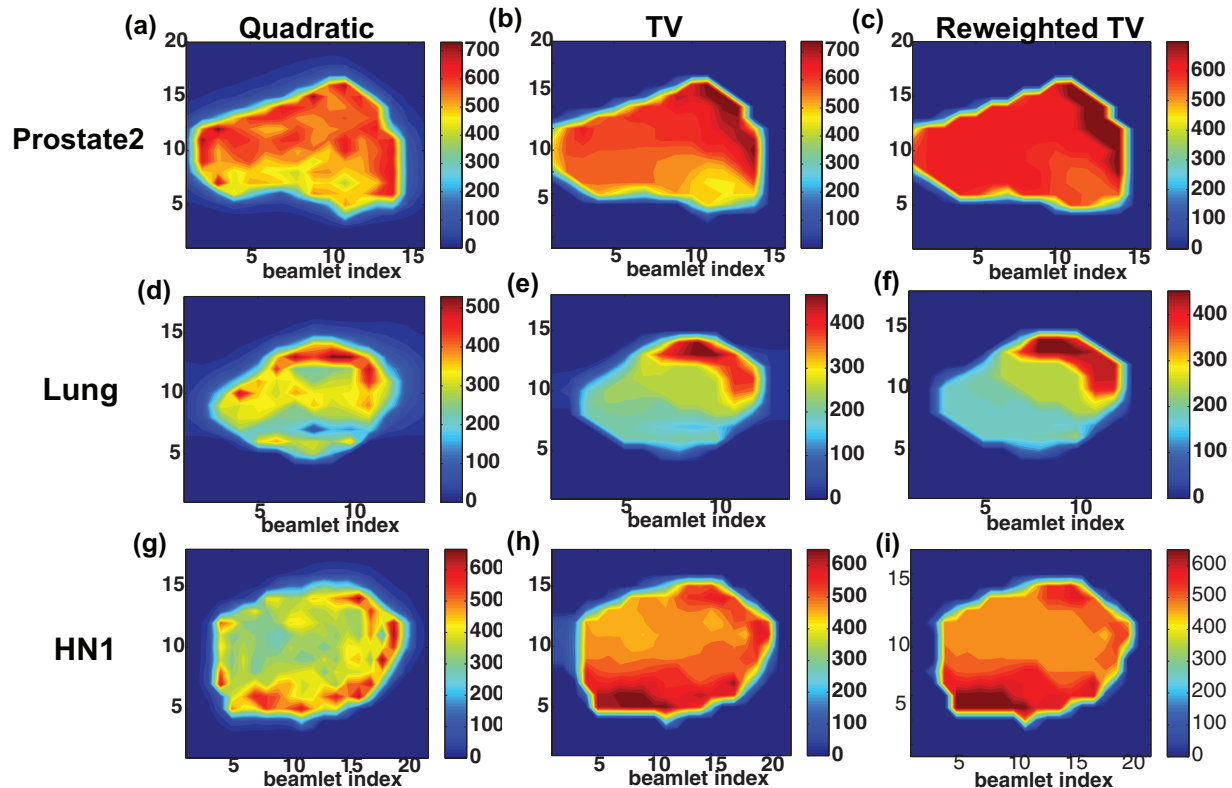 (a) Quadratic (b) TV (c) Reweighted TV
Prostate2
20 15 10 5
5 10 15
beamlet index
700 600 500 400 300 200 100 0
20 15 10 5
5 10 15
beamlet index
700 600 500 400 300 200 100
20 15 10 5
5 10 15
beamlet index
600 500 400 300 200 100 0
(d) (e) (f)
Lung
15 10 5
5 10
beamlet index
500 400 300 200 100 0
15 10 5
5 10
beamlet index
400 300 200 100 0
15 10 5
5 10
beamlet index
400 300 200 100 0
(g) (h) (i)
HN1
15 10 5
5 10 15 20
beamlet index
600 500 400 300 200 100 0
15 10 5
5 10 15 20
beamlet index
600 500 400 300 200 100 0
15 10 5
5 10 15 20
beamlet index
600 500 400 300 200 100 0